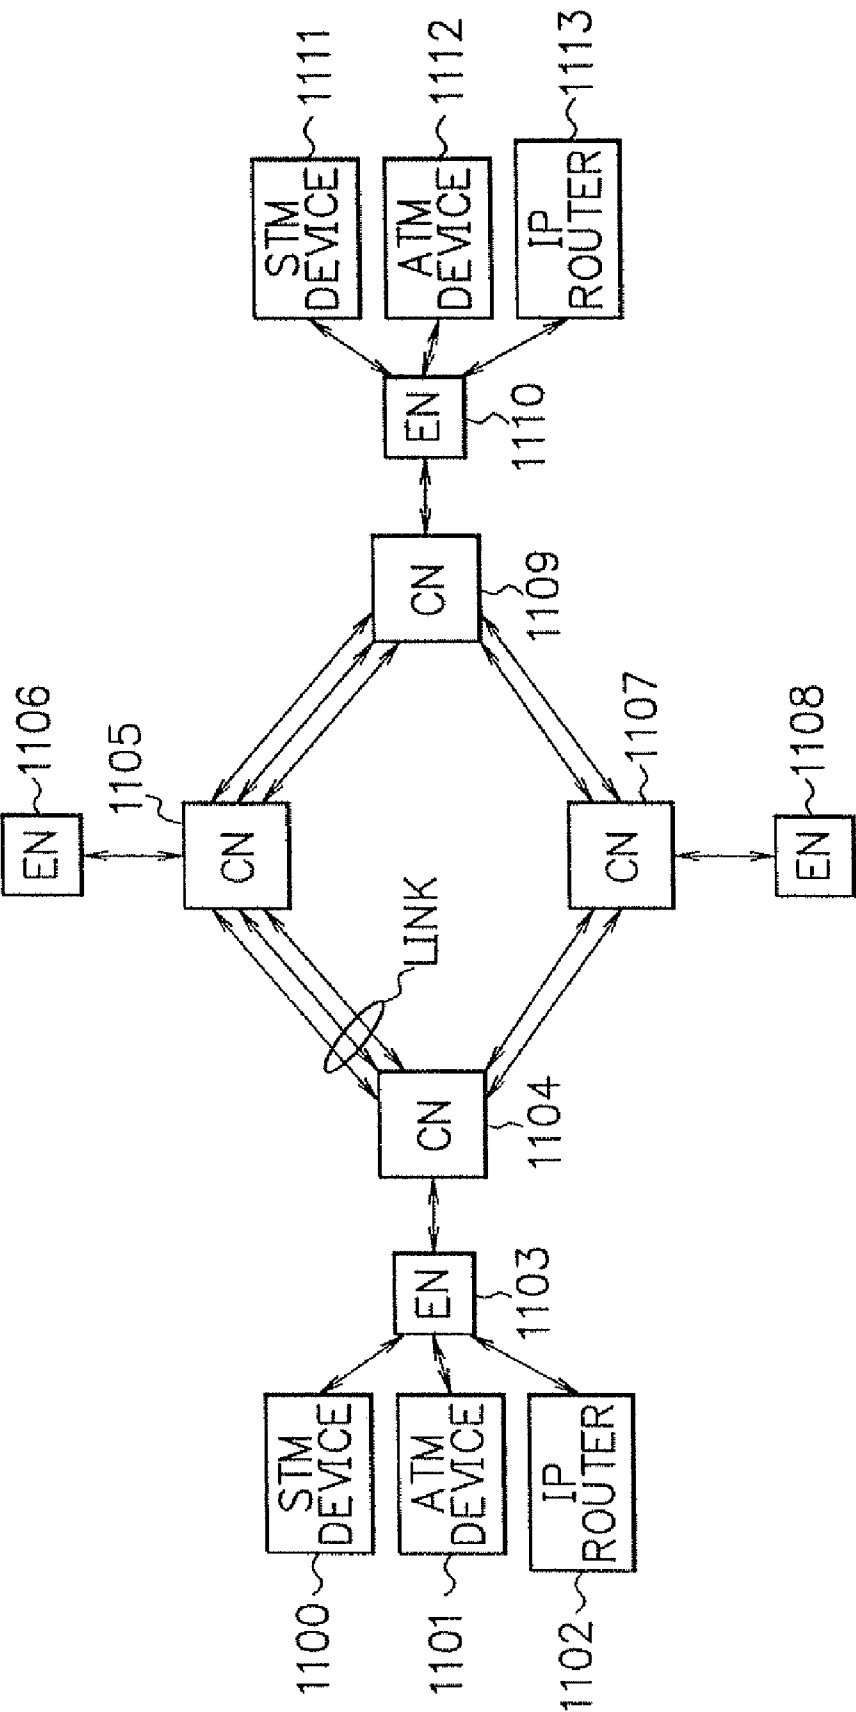 EN
1106
1105
CN
STM
DEVICE
1100
STM
DEVICE
1111
LINK
ATM
DEVICE
1101
EN
1103
CN
1104
CN
1109
EN
1110
ATM
DEVICE
1112
IP
ROUTER
1102
IP
ROUTER
1113
CN
1107
EN
1108